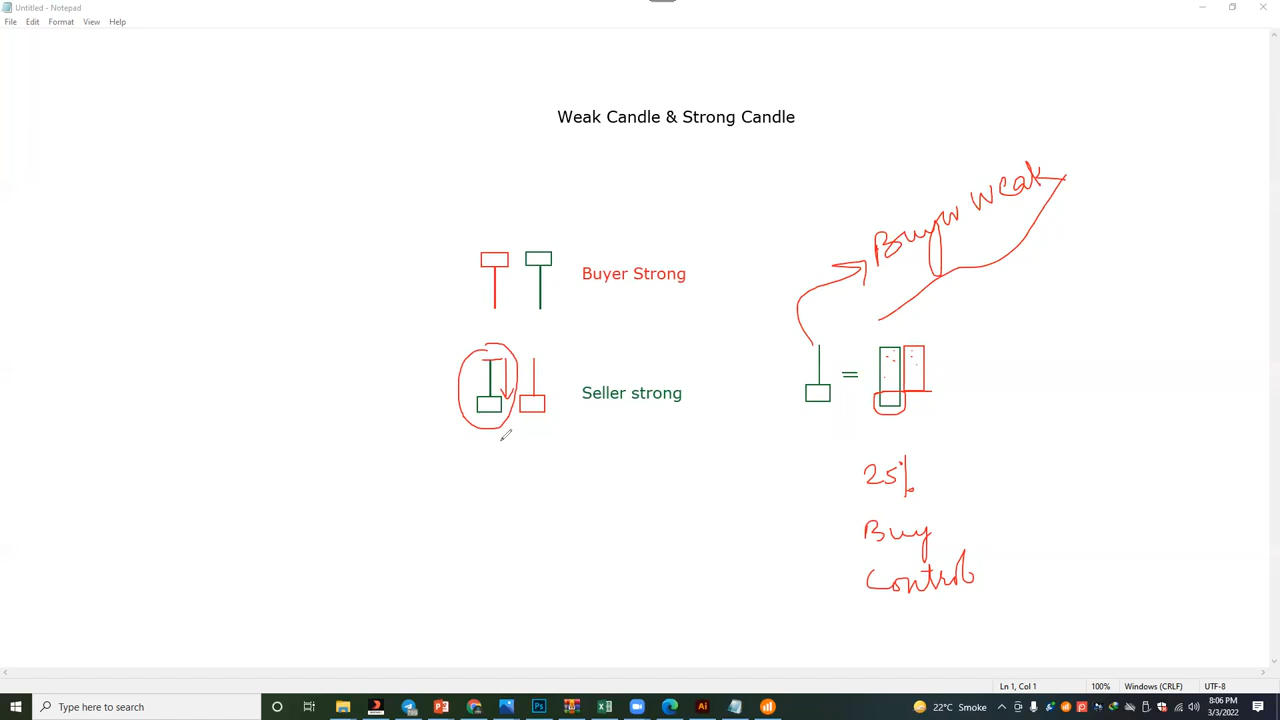 Untitled - Notepad
File Edit Format View Help
Weak Candle & Strong Candle
Buyer Weak
Buyer Strong
Seller strong
=
25%
Buy
Control
Ln 1, Col 1 100% Windows (CRLF) UTF-8
Type here to search
22°C Smoke
8:06 PM
3/3/2022